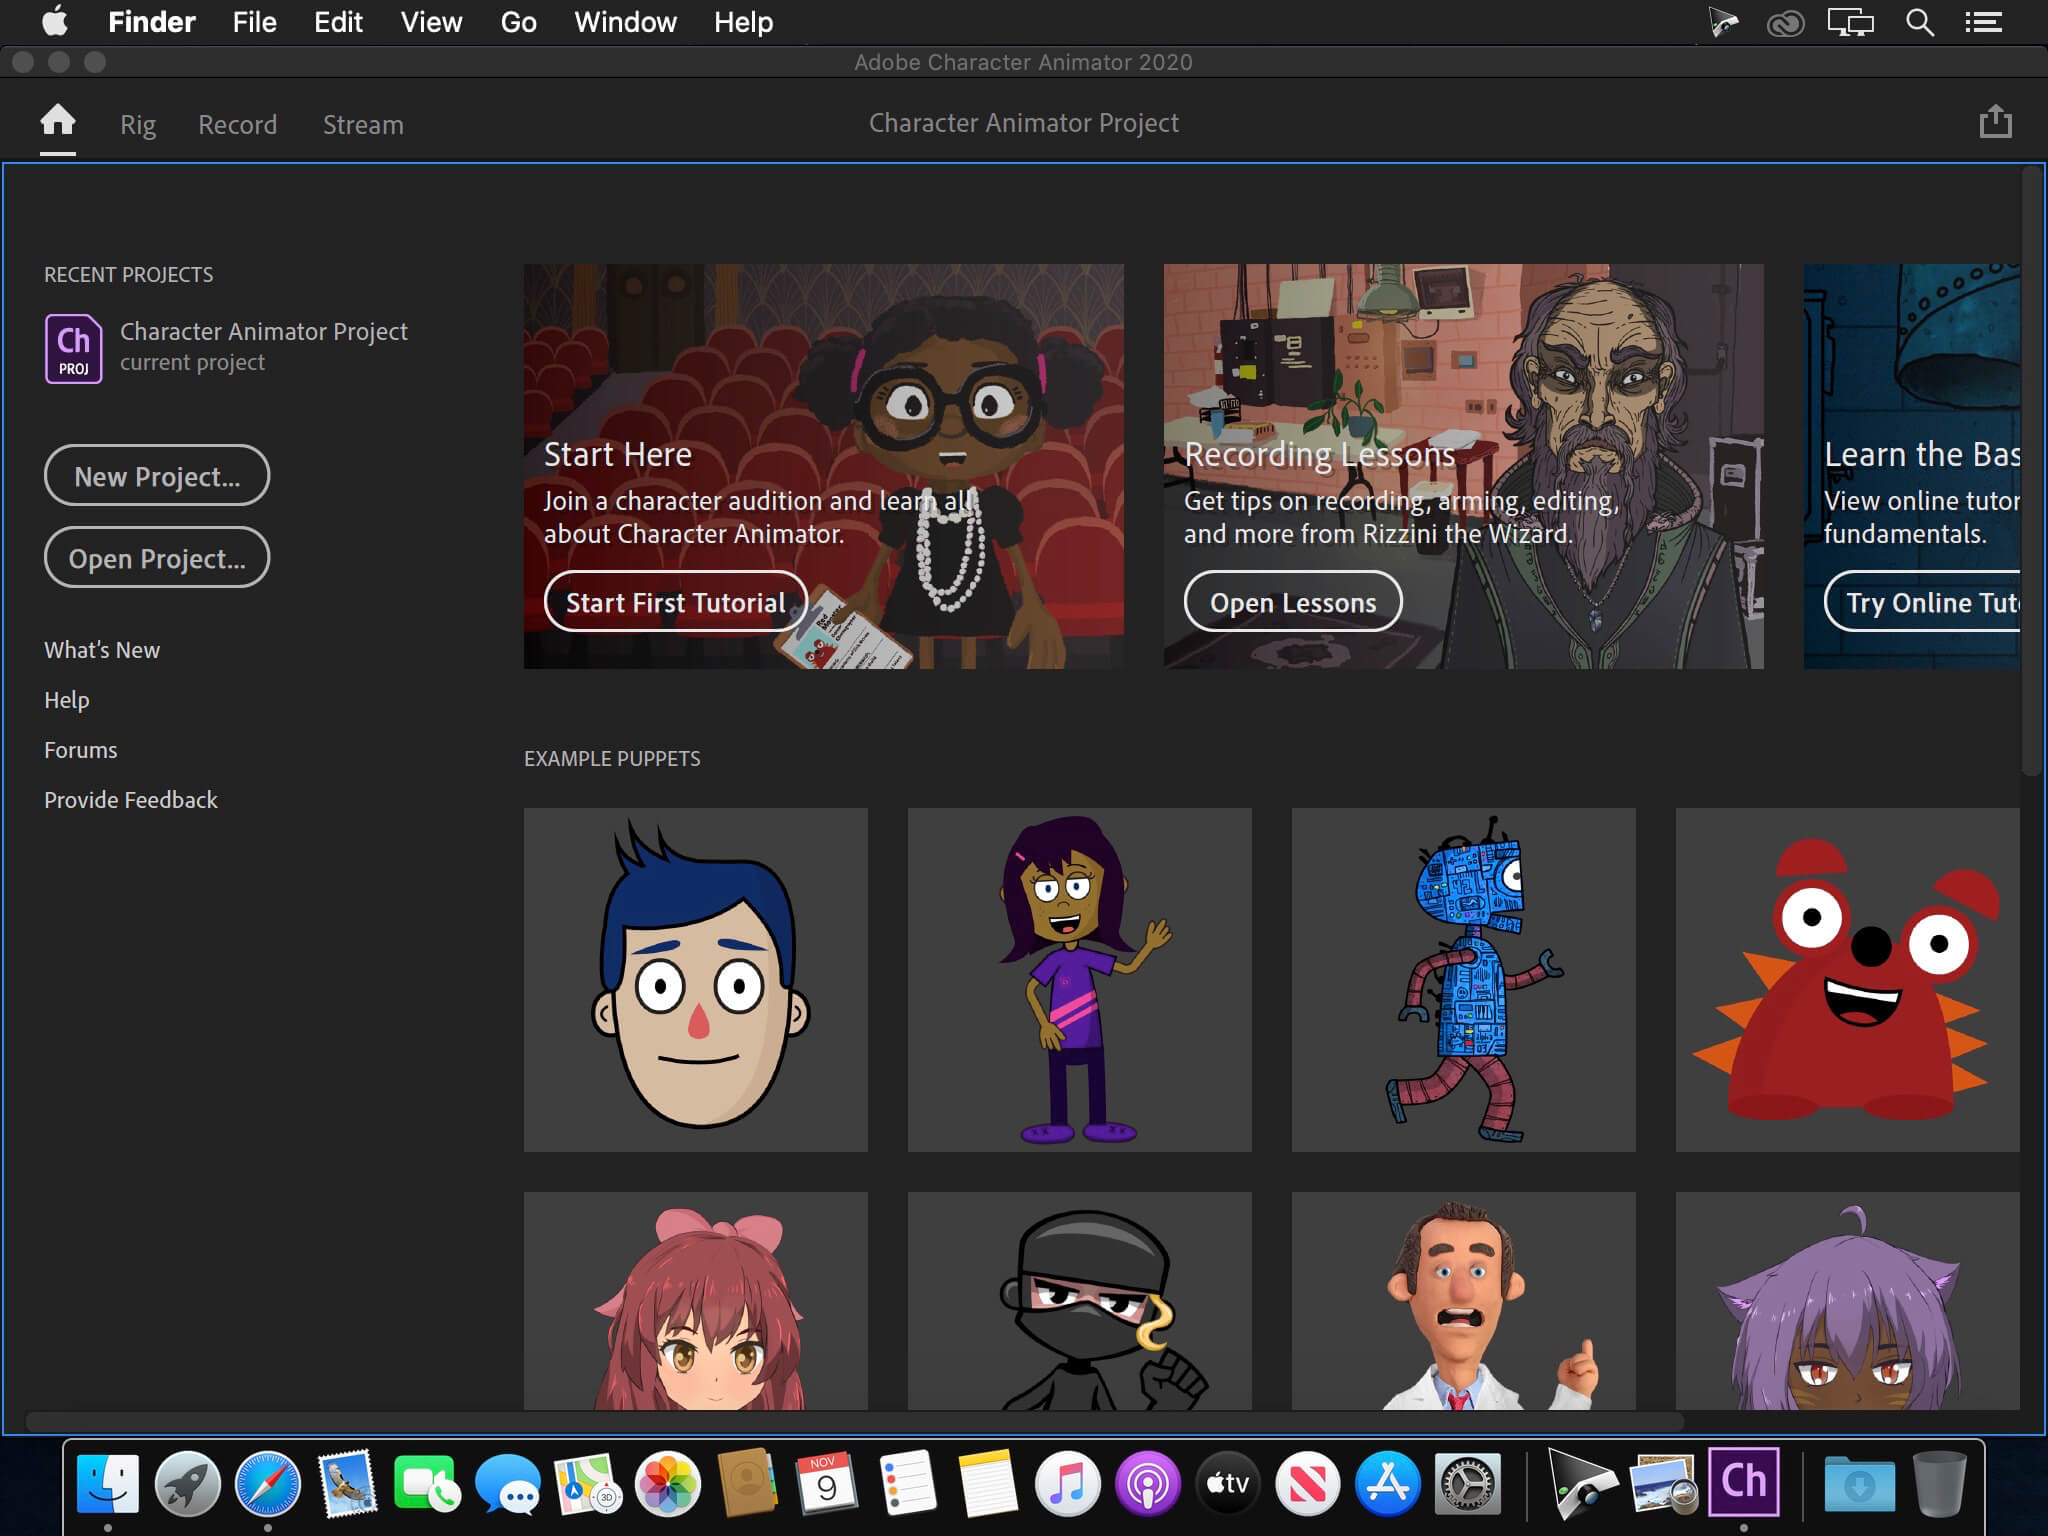 Finder File Edit View Go Window Help
Adobe Character Animator 2020
Rig Record Stream
Character Animator Project
RECENT PROJECTS
Ch
PROJ
Character Animator Project
current project
New Project...
Open Project...
What's New
Help
Forums
Provide Feedback
Start Here
Join a character audition and learn all
about Character Animator.
Start First Tutorial
Recording Lessons
Get tips on recording, arming, editing,
and more from Rizzini the Wizard.
Open Lessons
Learn the Bas
View online tutor
fundamentals.
Try Online Tut
EXAMPLE PUPPETS
3D
NOV
9
tv
Ch